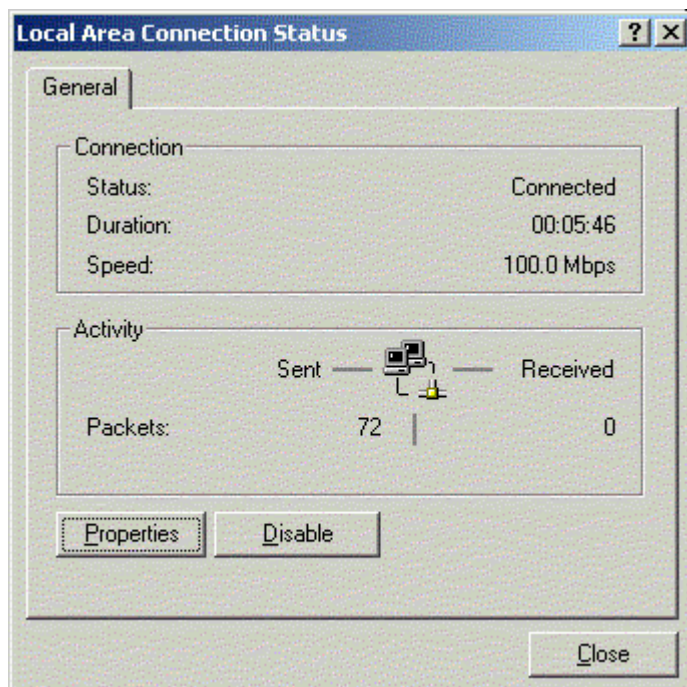 Local Area Connection Status
General
Connection
Status: Connected
Duration: 00:05:46
Speed: 100.0 Mbps
Activity
Sent Received
Packets: 72 0
Properties Disable
Close